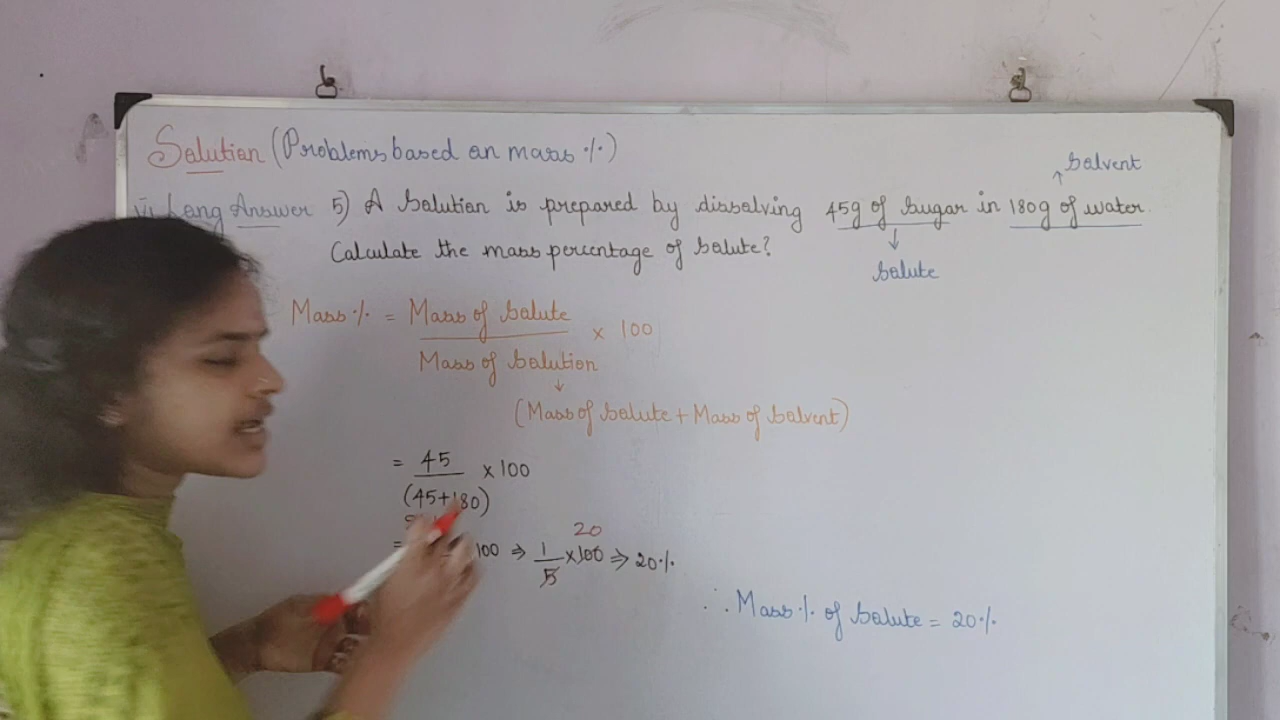 Solution (Problems based on mass %)
solvent
VI Long Answer 5) A solution is prepared by dissolving 45g of sugar in 180g of water.
Calculate the mass percentage of solute?
solute
Mass % = Mass of solute
× 100
Mass of solution
(Mass of solute + Mass of solvent)
= 45 × 100
(45+180)
= 100 ⇒ 1/5 × 100 ⇒ 20%
20
∴ Mass % of solute = 20%